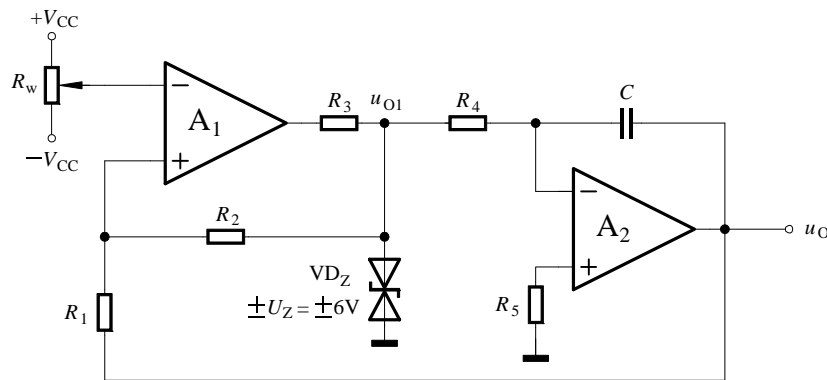 +V_CC
R_w
−V_CC
−
A_1
+
R_3
u_O1
R_4
C
R_2
−
A_2
+
u_O
VD_Z
±U_Z = ±6V
R_1
R_5